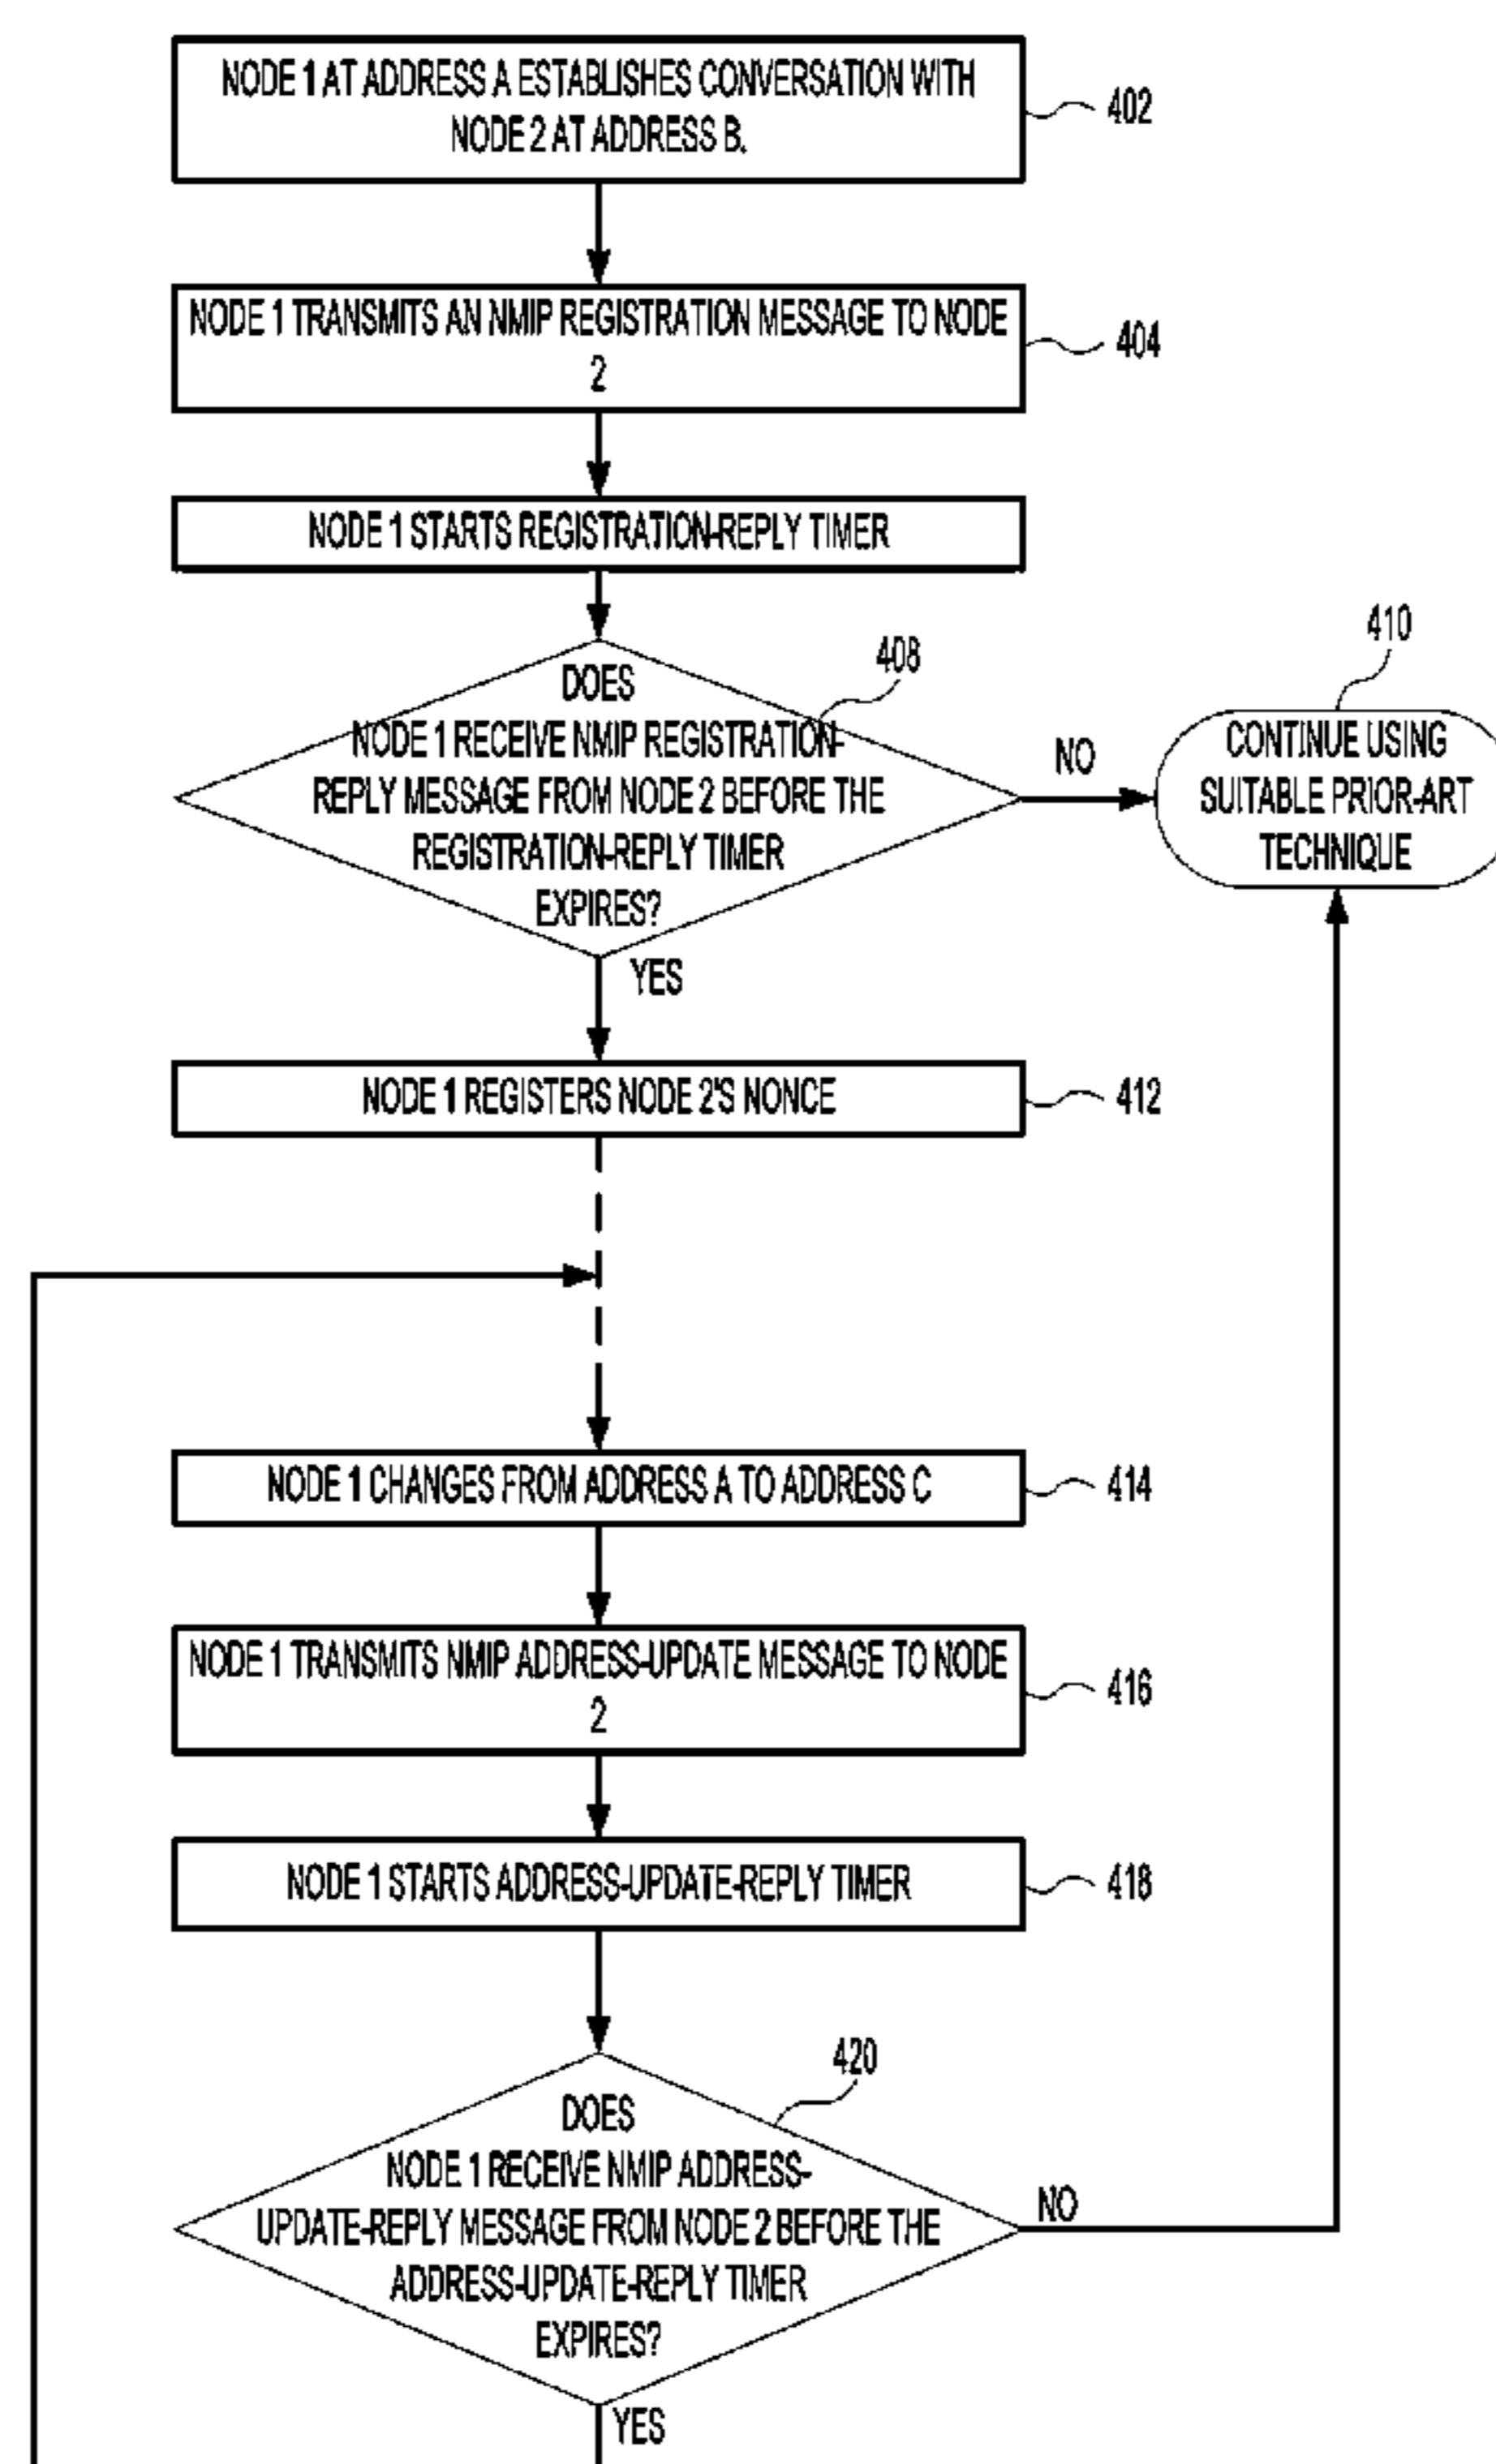 NODE 1 AT ADDRESS A ESTABLISHES CONVERSATION WITH
NODE 2 AT ADDRESS B.
402
NODE 1 TRANSMITS AN NMIP REGISTRATION MESSAGE TO NODE
2
404
NODE 1 STARTS REGISTRATION-REPLY TIMER
408
DOES
NODE 1 RECEIVE NMIP REGISTRATION-
REPLY MESSAGE FROM NODE 2 BEFORE THE
REGISTRATION-REPLY TIMER
EXPIRES?
NO
410
CONTINUE USING
SUITABLE PRIOR-ART
TECHNIQUE
YES
NODE 1 REGISTERS NODE 2'S NONCE
412
NODE 1 CHANGES FROM ADDRESS A TO ADDRESS C
414
NODE 1 TRANSMITS NMIP ADDRESS-UPDATE MESSAGE TO NODE
2
416
NODE 1 STARTS ADDRESS-UPDATE-REPLY TIMER
418
420
DOES
NODE 1 RECEIVE NMIP ADDRESS-
UPDATE-REPLY MESSAGE FROM NODE 2 BEFORE THE
ADDRESS-UPDATE-REPLY TIMER
EXPIRES?
NO
YES